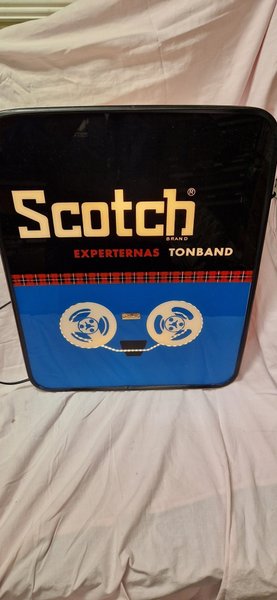 Scotch®
BRAND
EXPERTERNAS TONBAND